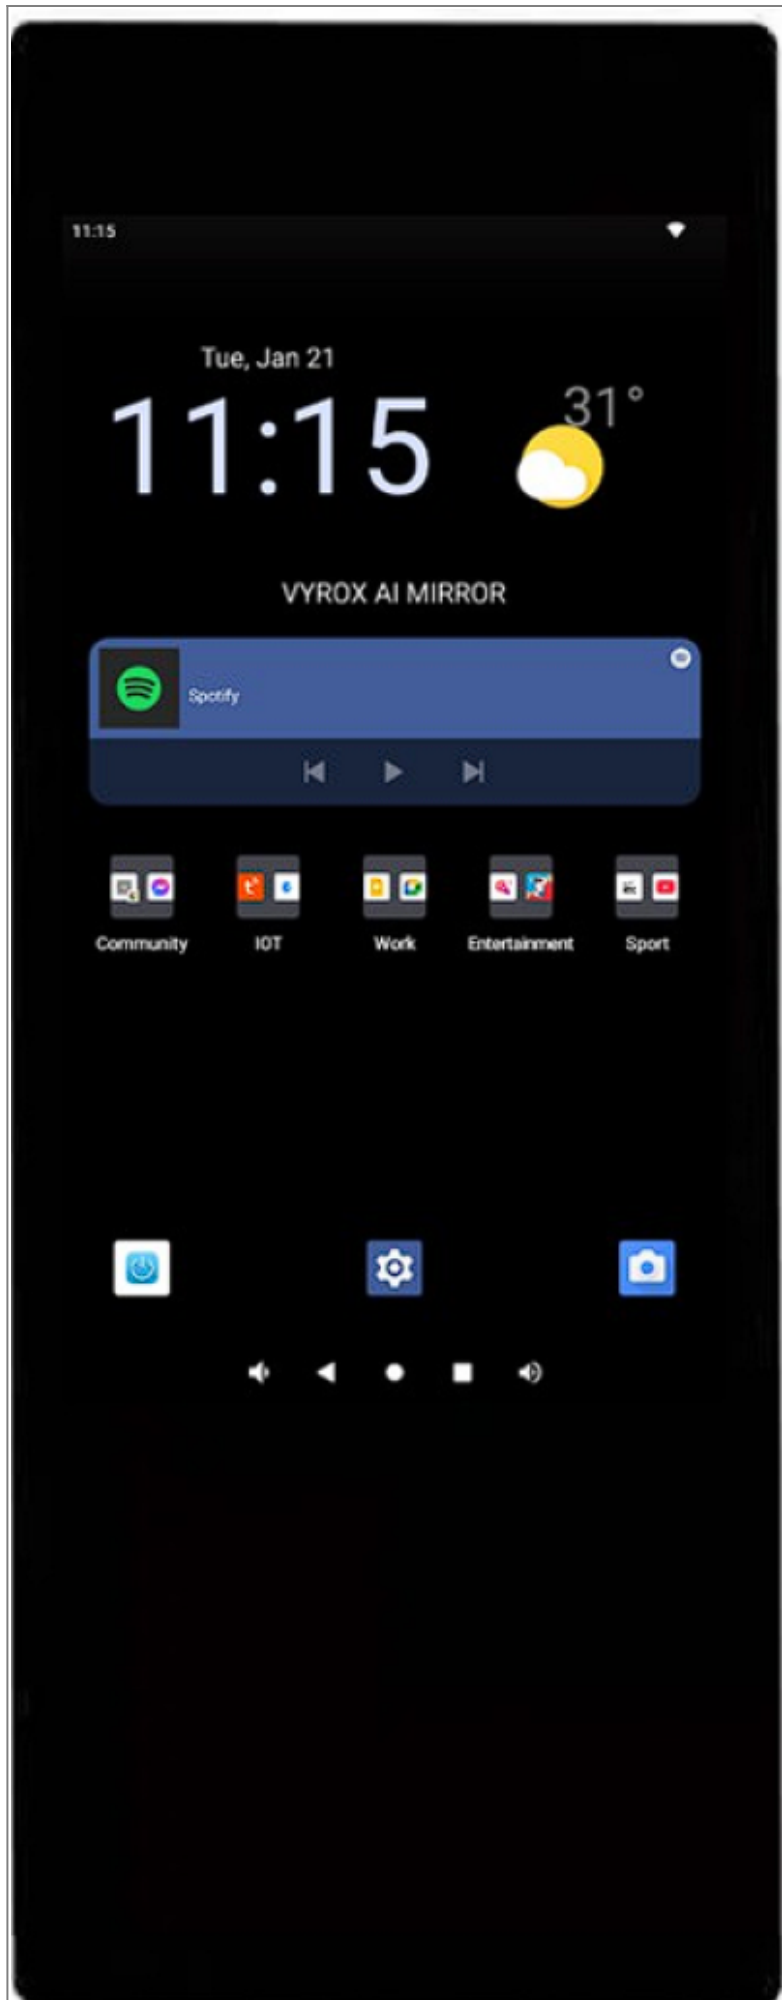 11:15
Tue, Jan 21
11:15
31°
VYROX AI MIRROR
Spotify
Community IOT Work Entertainment Sport